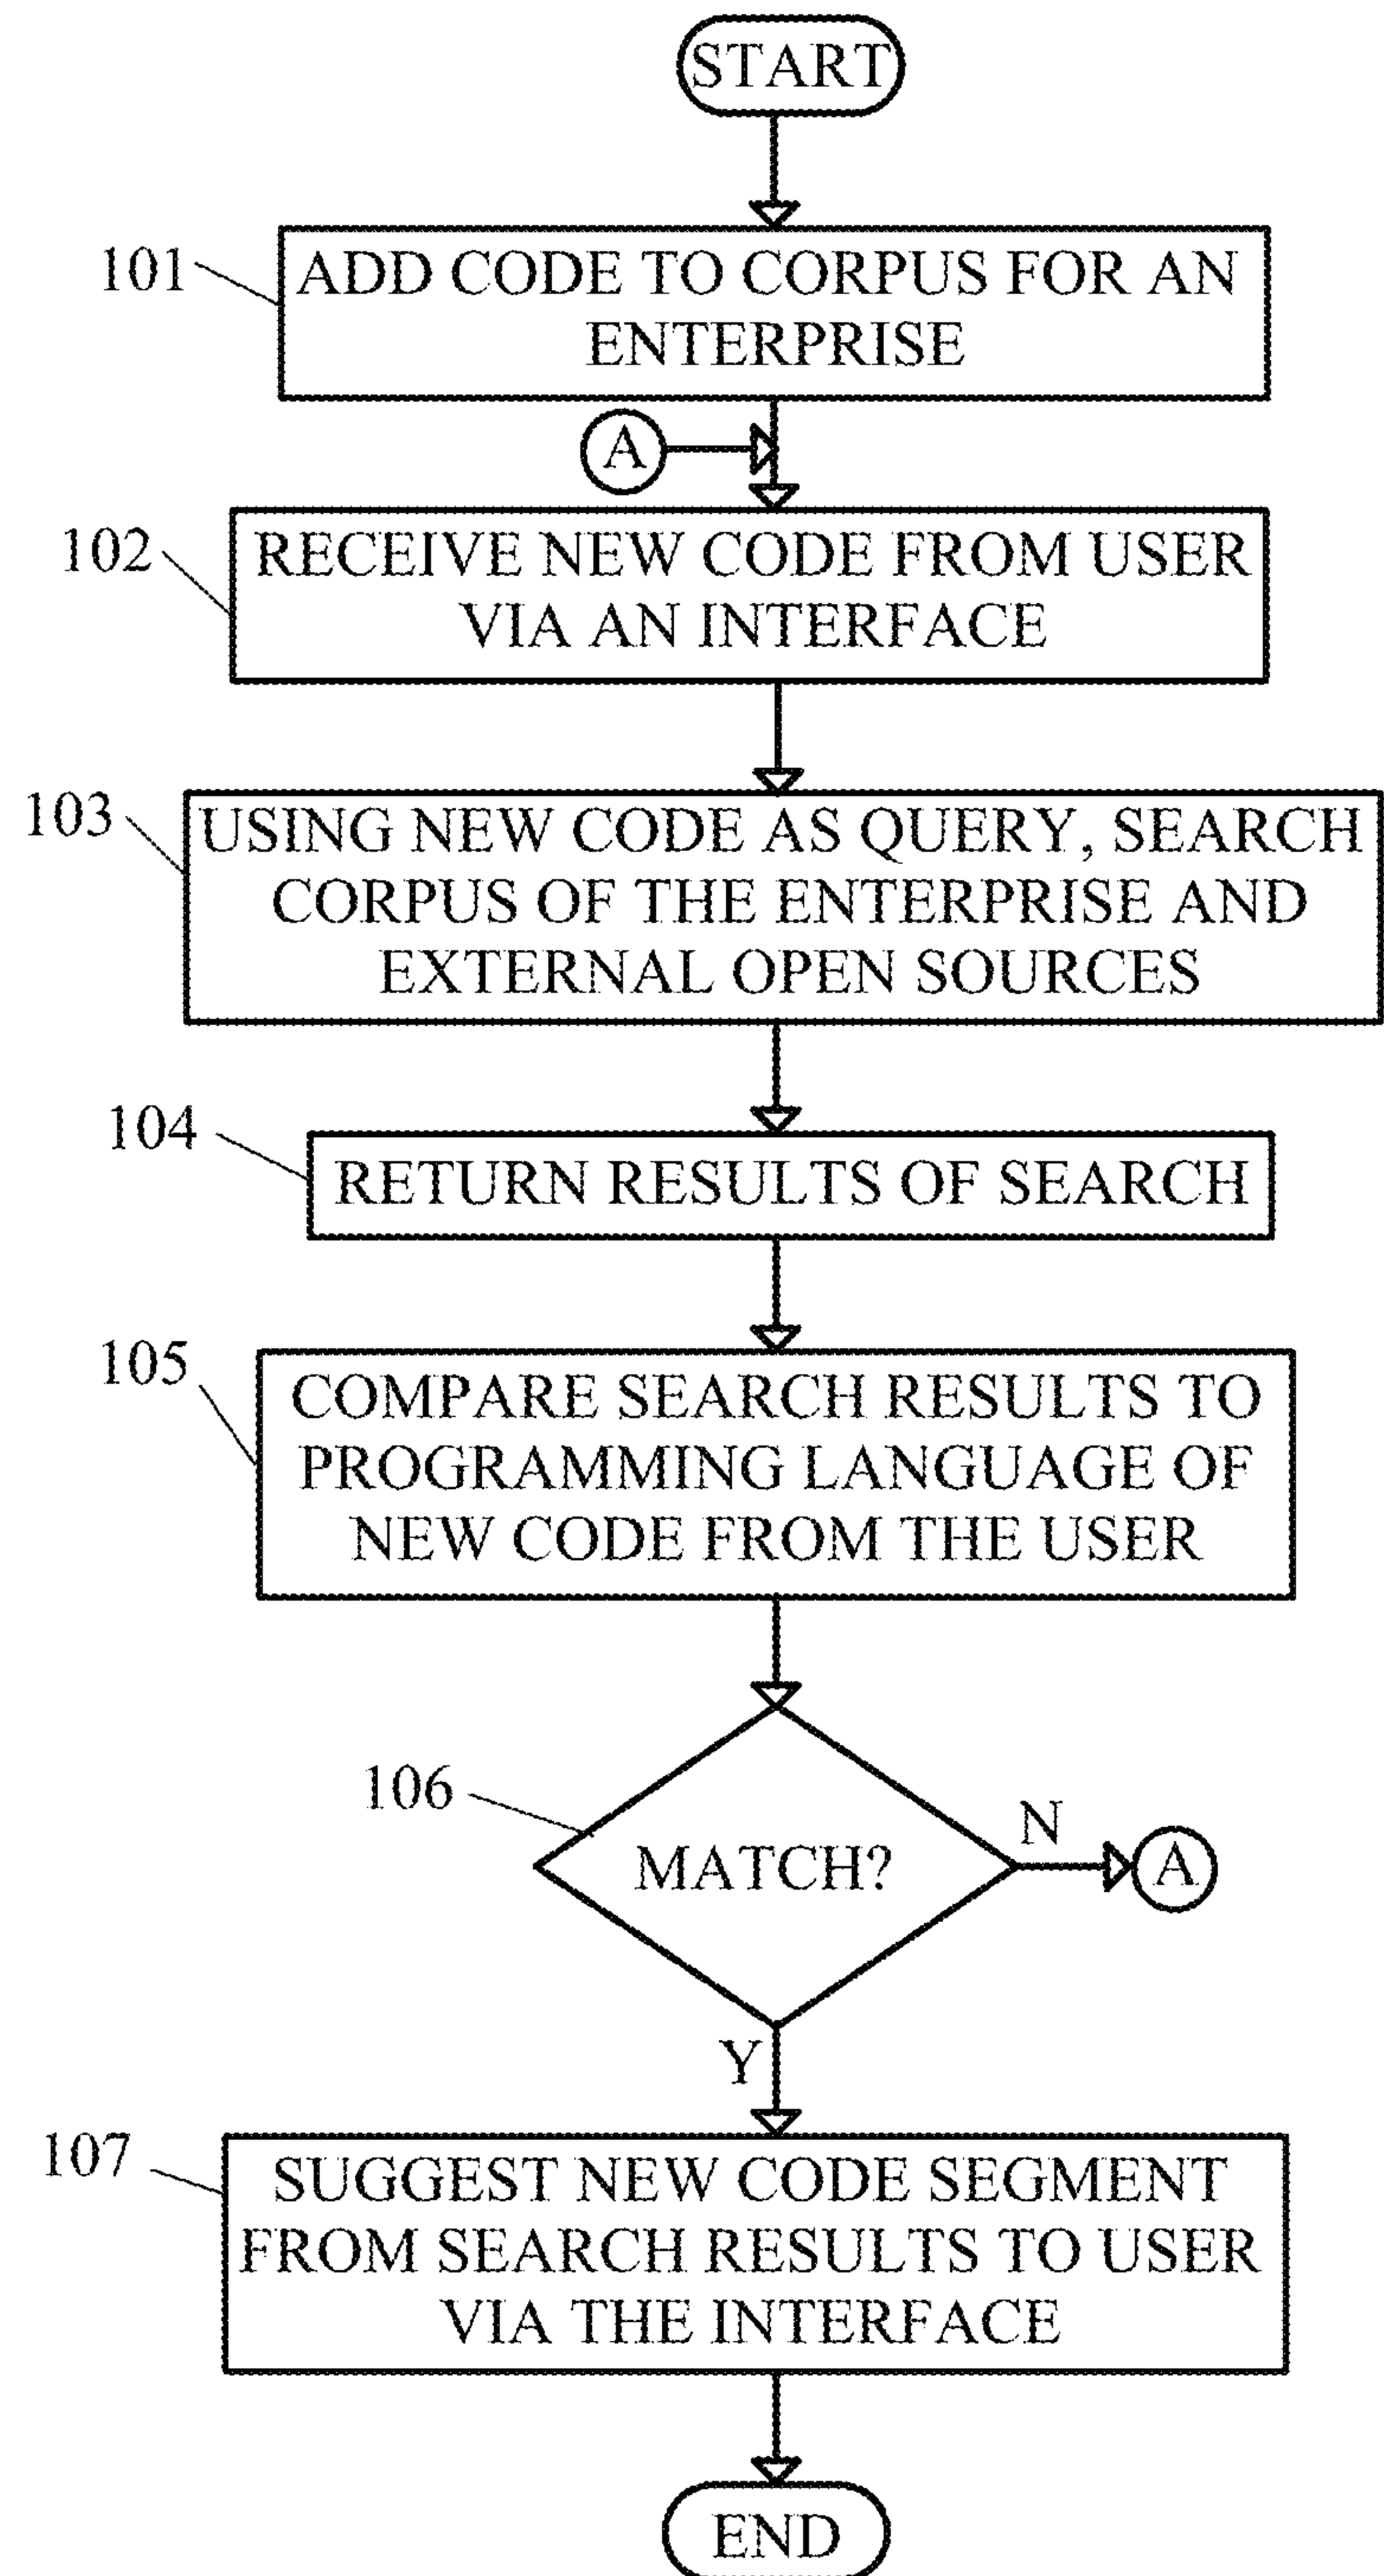 START
101
ADD CODE TO CORPUS FOR AN
ENTERPRISE
A
102
RECEIVE NEW CODE FROM USER
VIA AN INTERFACE
103
USING NEW CODE AS QUERY, SEARCH
CORPUS OF THE ENTERPRISE AND
EXTERNAL OPEN SOURCES
104
RETURN RESULTS OF SEARCH
105
COMPARE SEARCH RESULTS TO
PROGRAMMING LANGUAGE OF
NEW CODE FROM THE USER
106
MATCH?
N
A
Y
107
SUGGEST NEW CODE SEGMENT
FROM SEARCH RESULTS TO USER
VIA THE INTERFACE
END